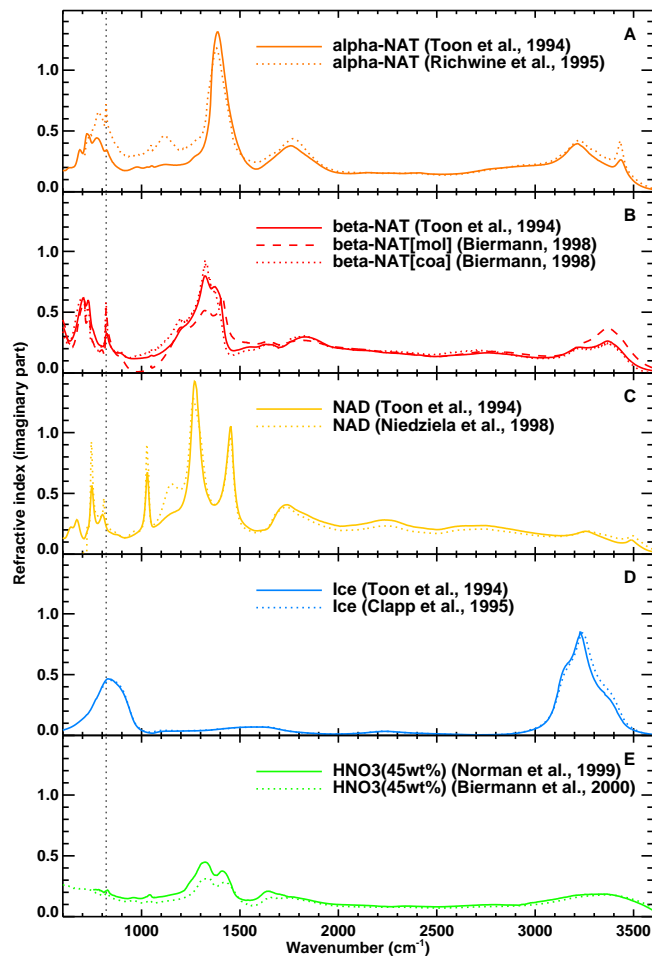 A
alpha-NAT (Toon et al., 1994)
alpha-NAT (Richwine et al., 1995)
1.0
0.5
0.0
B
beta-NAT (Toon et al., 1994)
beta-NAT[mol] (Biermann, 1998)
beta-NAT[coa] (Biermann, 1998)
1.0
0.5
0.0
C
NAD (Toon et al., 1994)
NAD (Niedziela et al., 1998)
1.0
0.5
0.0
D
Ice (Toon et al., 1994)
Ice (Clapp et al., 1995)
1.0
0.5
0.0
E
HNO3(45wt%) (Norman et al., 1999)
HNO3(45wt%) (Biermann et al., 2000)
1.0
0.5
0.0
1000 1500 2000 2500 3000 3500
Wavenumber (cm⁻¹)
Refractive index (imaginary part)